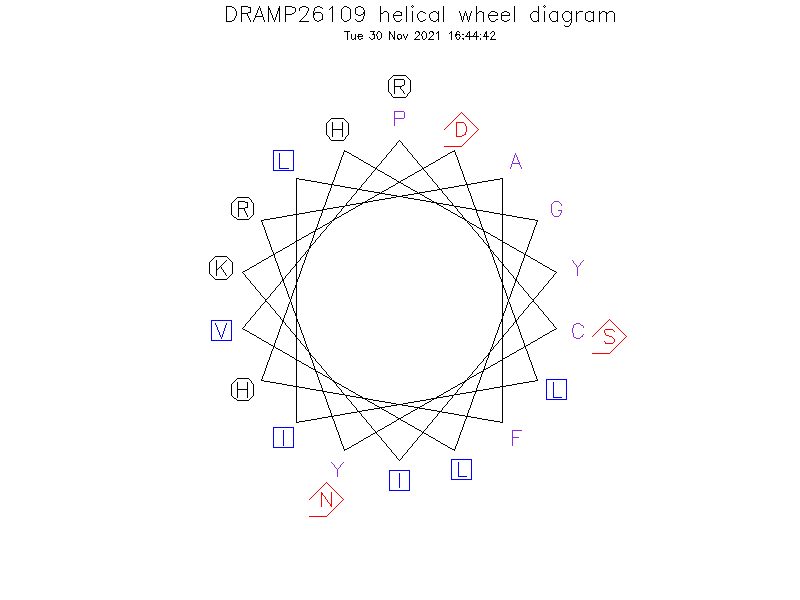 DRAMP26109 helical wheel diagram
Tue 30 Nov 2021 16:44:42
R
P
H
D
L
A
R
G
K
Y
V
C
S
H
L
I
F
Y
L
I
N